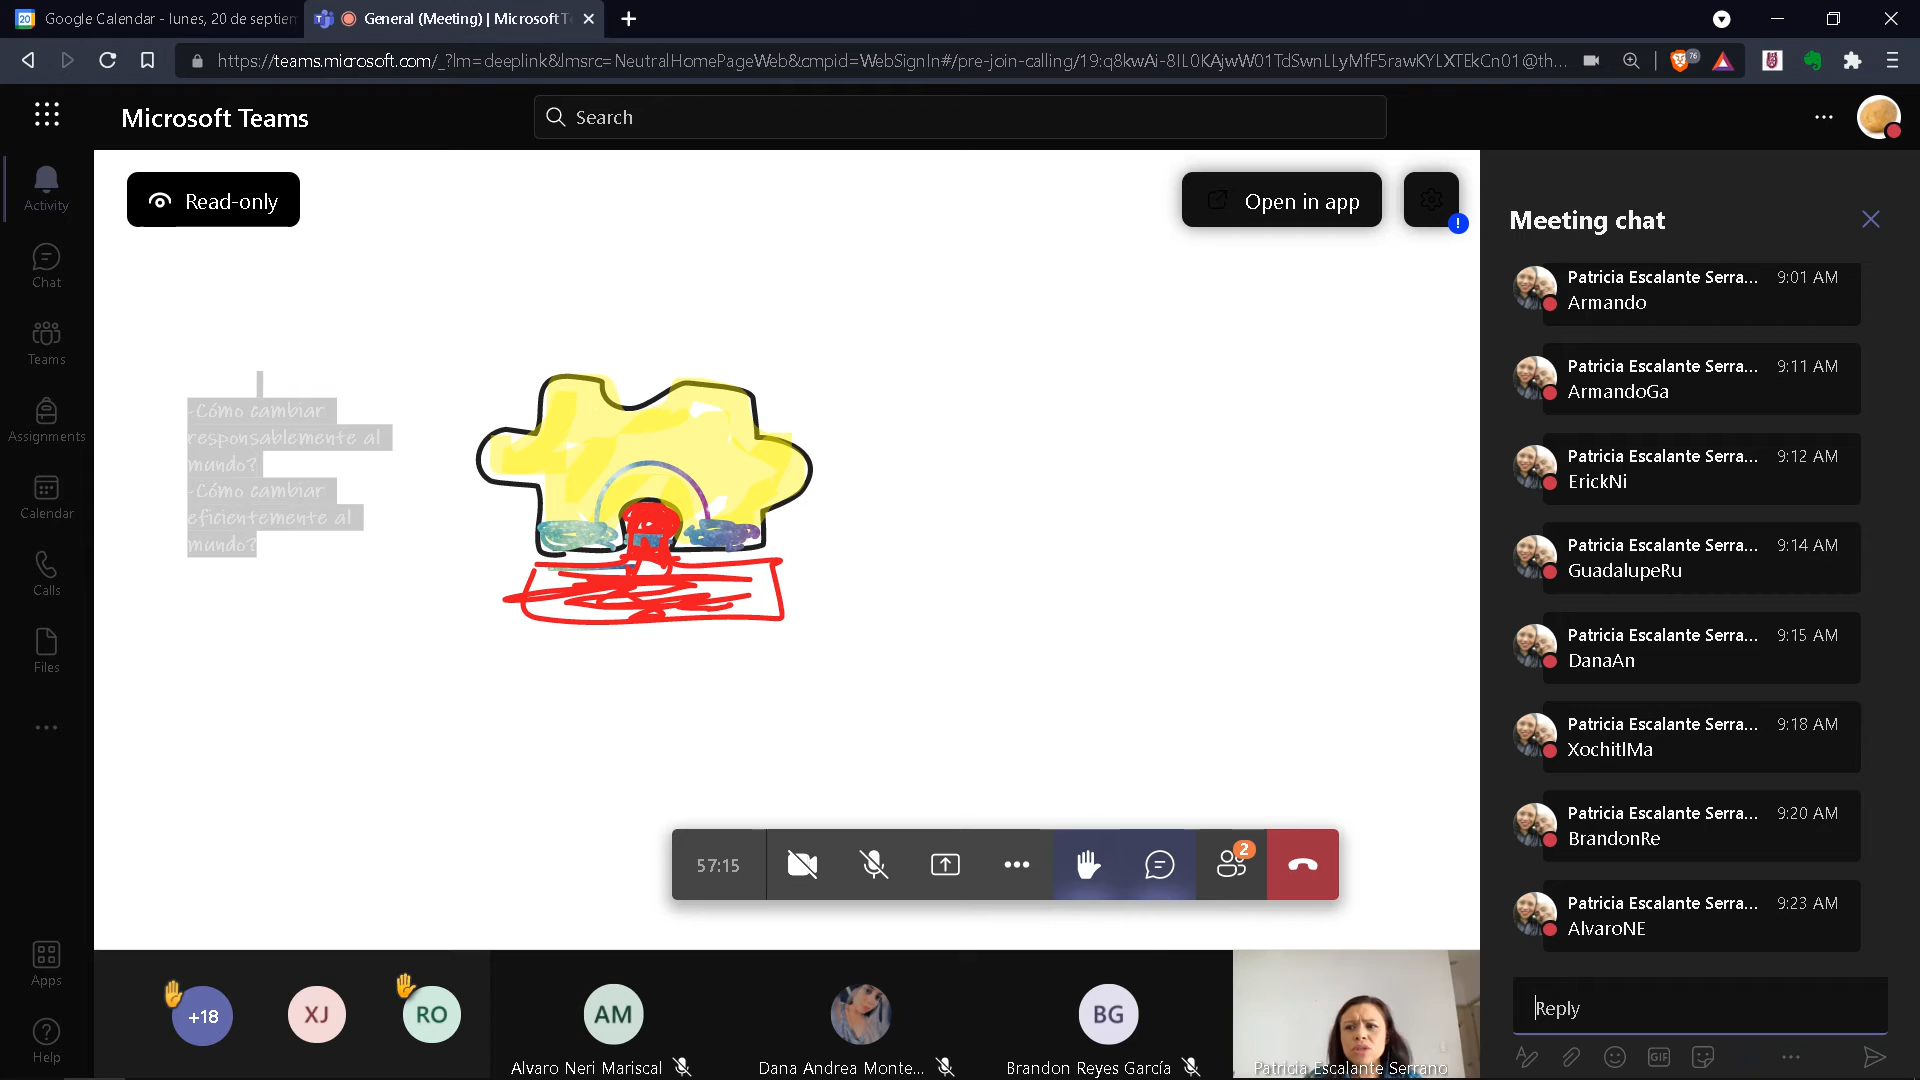 20 Google Calendar - lunes, 20 de septiem
General (Meeting) | Microsoft T
https://teams.microsoft.com/_?lm=deeplink&lmsrc=NeutralHomePageWeb&cmpid=WebSignIn#/pre-join-calling/19:q8kwAi-8IL0KAjwW01TdSwnLLyMfF5rawKYLXTEkCn01@th...
76
Microsoft Teams
Search
Activity
Chat
Teams
Assignments
Calendar
Calls
Files
Apps
Help
Read-only
Open in app
!
-Cómo cambiar
responsablemente al
mundo?
-Cómo cambiar
eficientemente al
mundo?
57:15
2
+18
XJ
RO
AM
Alvaro Neri Mariscal
Dana Andrea Monte...
BG
Brandon Reyes García
Patricia Escalante Serrano
Meeting chat
Patricia Escalante Serra... 9:01 AM
Armando
Patricia Escalante Serra... 9:11 AM
ArmandoGa
Patricia Escalante Serra... 9:12 AM
ErickNi
Patricia Escalante Serra... 9:14 AM
GuadalupeRu
Patricia Escalante Serra... 9:15 AM
DanaAn
Patricia Escalante Serra... 9:18 AM
XochitlMa
Patricia Escalante Serra... 9:20 AM
BrandonRe
Patricia Escalante Serra... 9:23 AM
AlvaroNE
Reply
GIF